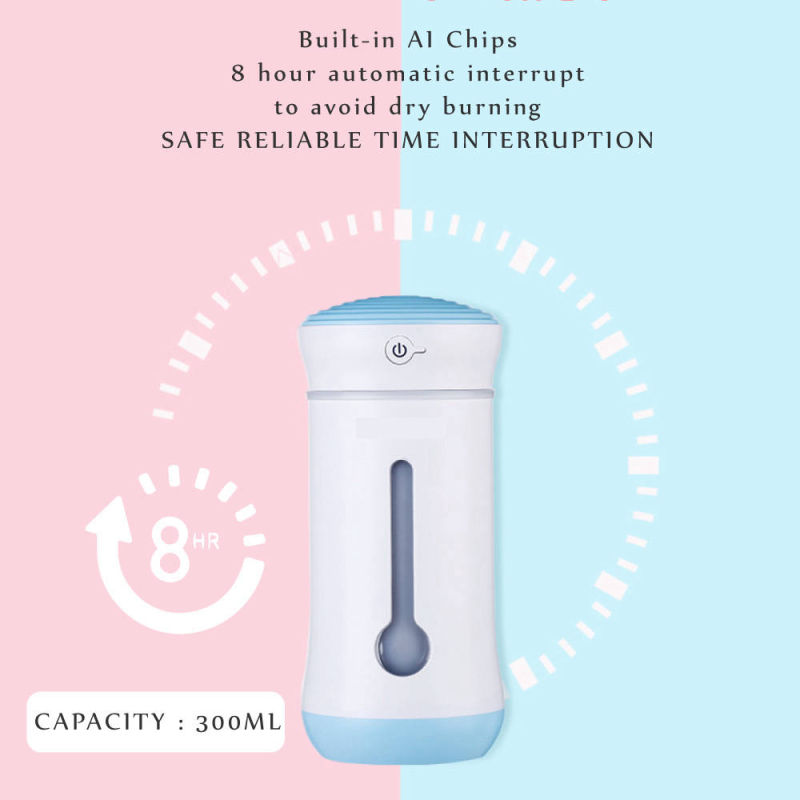 Built-in AI Chips
8 hour automatic interrupt
to avoid dry burning
SAFE RELIABLE TIME INTERRUPTION
8HR
CAPACITY : 300ML